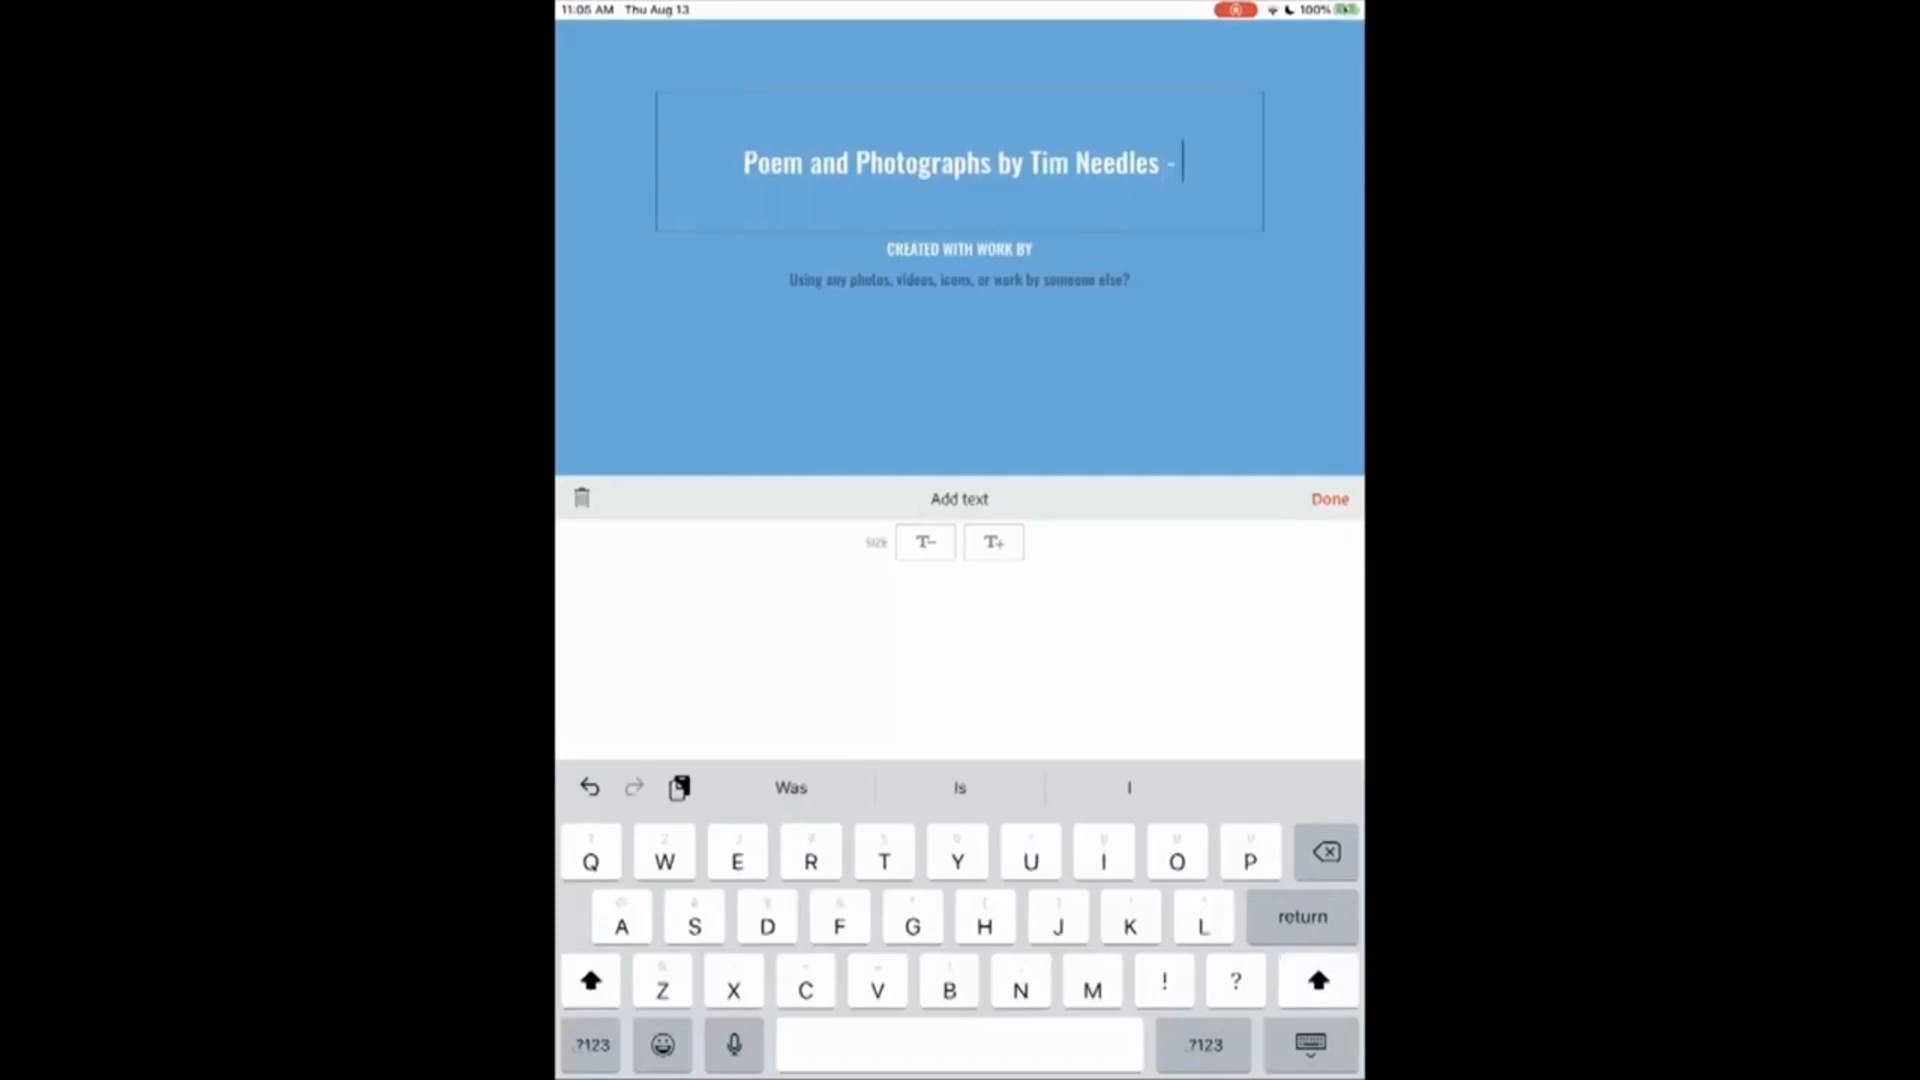 11:05 AM Thu Aug 13
100%
Poem and Photographs by Tim Needles -
CREATED WITH WORK BY
Using any photos, videos, icons, or work by someone else?
Add text
Done
SIZE T- T+
Was Is I
Q W E R T Y U I O P
A S D F G H J K L return
Z X C V B N M ! ?
.?123 .?123